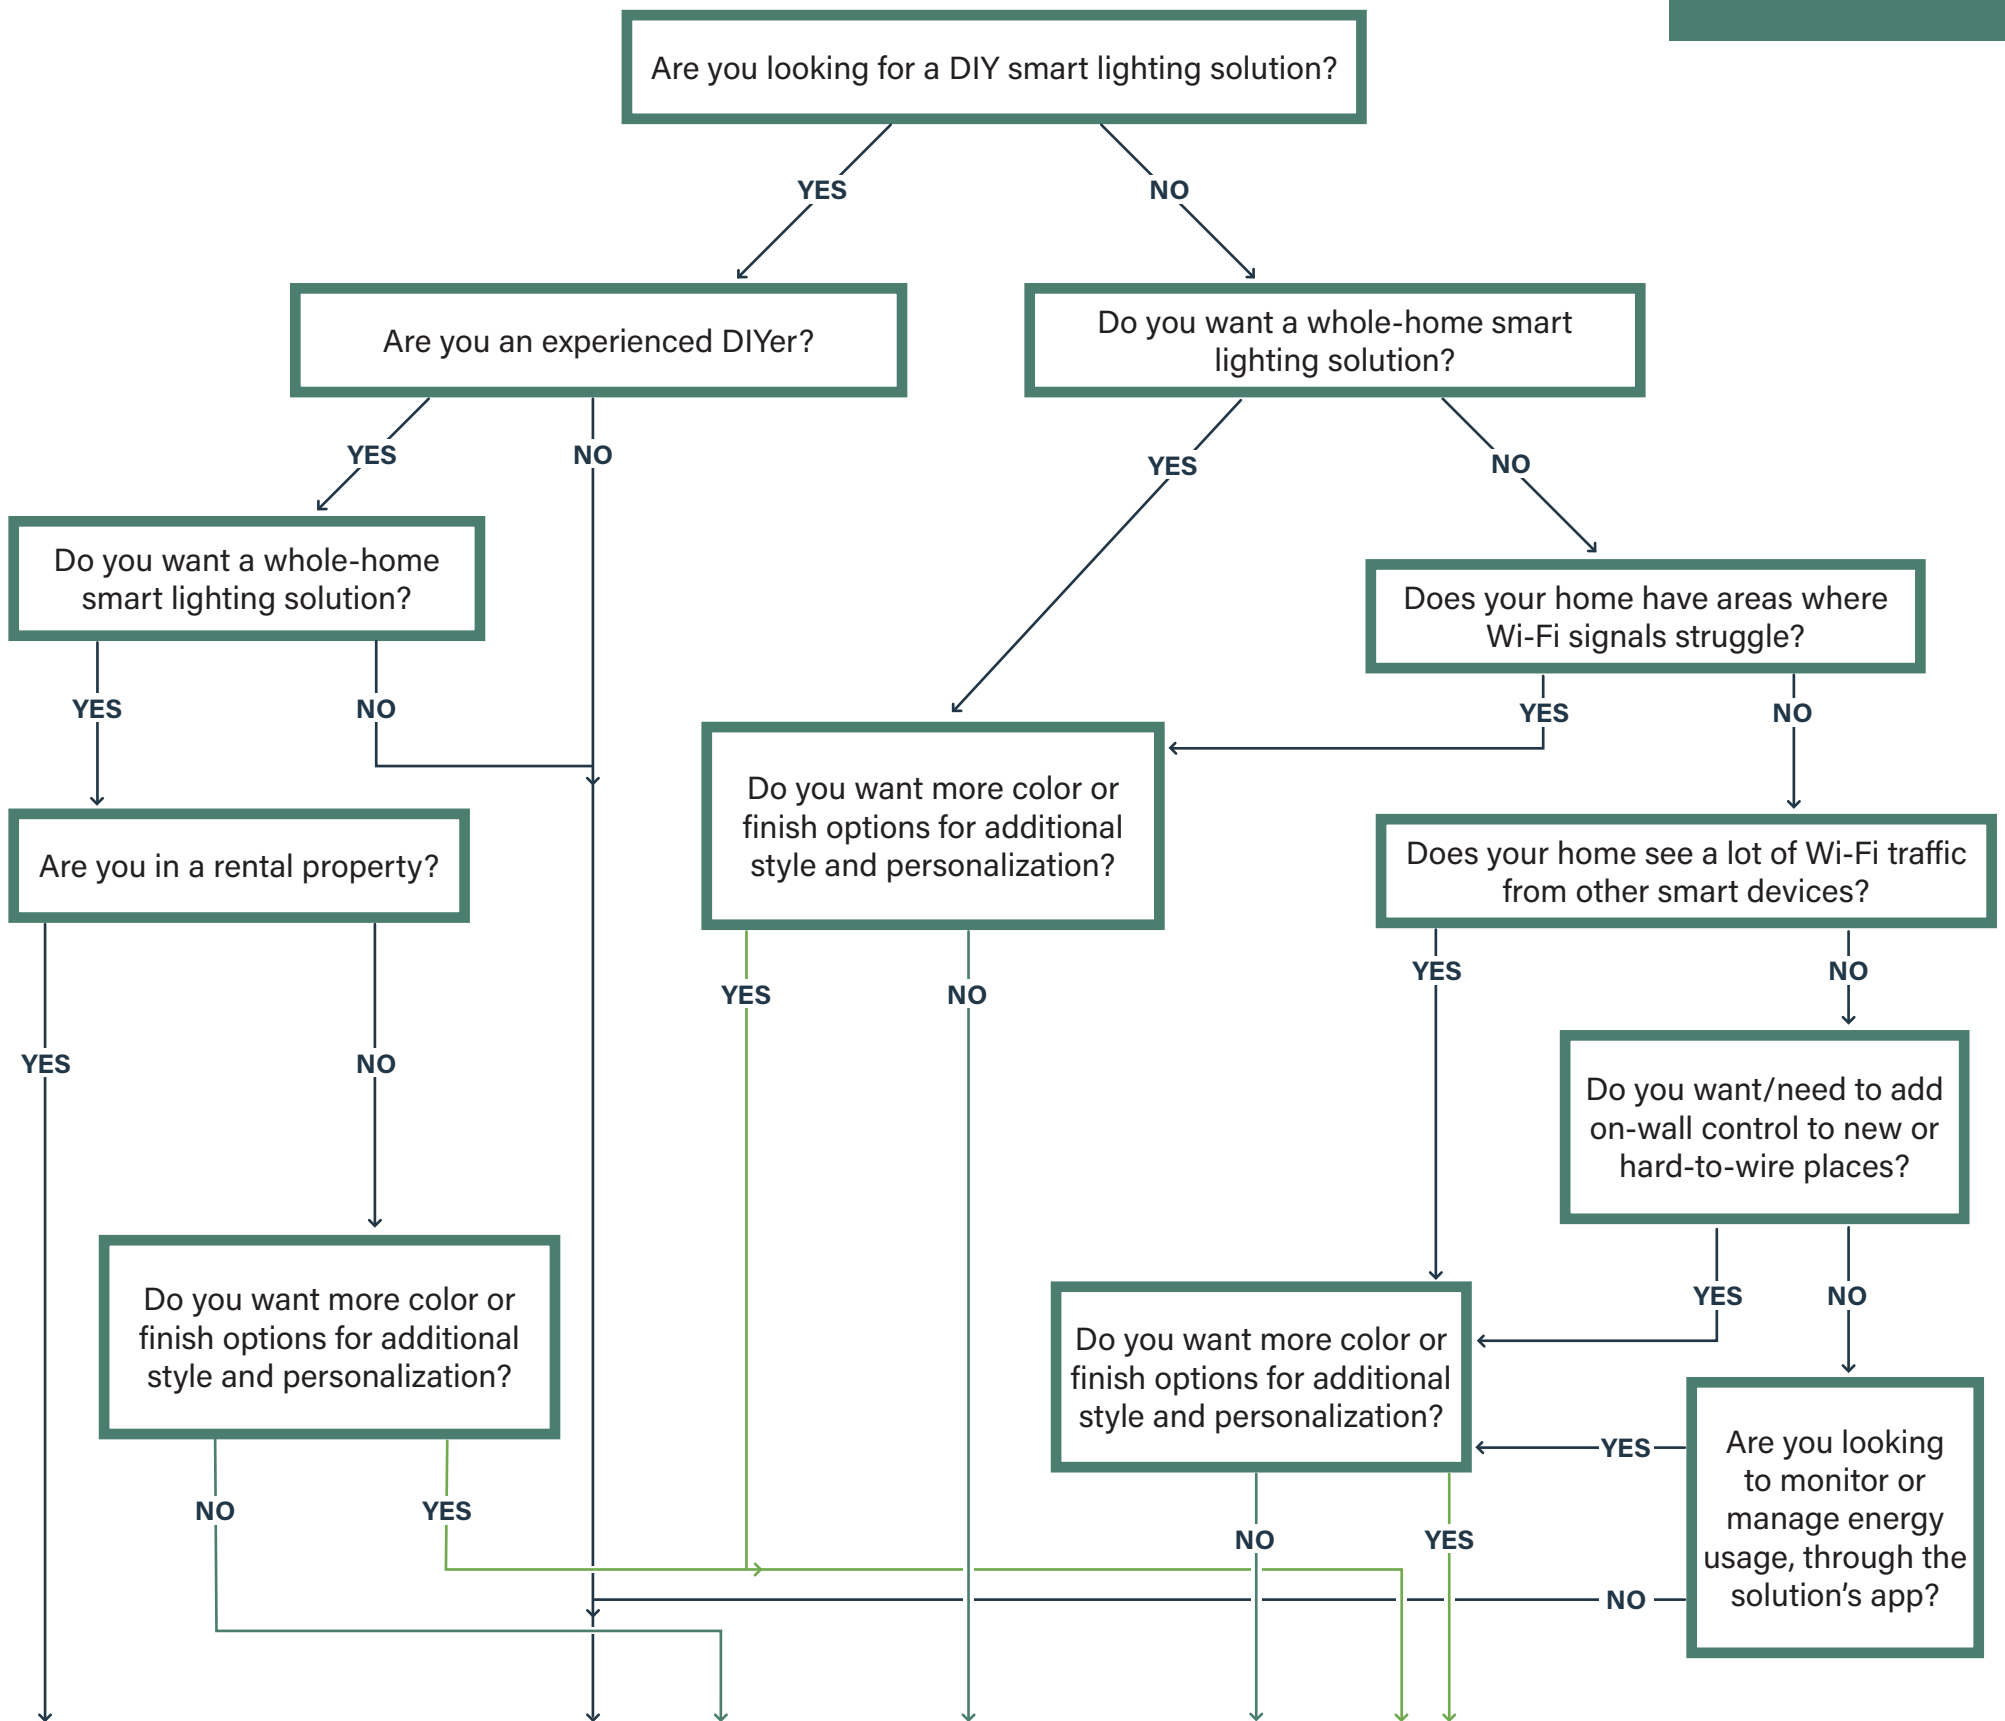 Are you looking for a DIY smart lighting solution?
YES
NO
Are you an experienced DIYer?
Do you want a whole-home smart
lighting solution?
YES
NO
YES
NO
Do you want a whole-home
smart lighting solution?
Does your home have areas where
Wi-Fi signals struggle?
YES
NO
YES
NO
Do you want more color or
finish options for additional
style and personalization?
Are you in a rental property?
Does your home see a lot of Wi-Fi traffic
from other smart devices?
YES
NO
YES
NO
YES
NO
Do you want/need to add
on-wall control to new or
hard-to-wire places?
Do you want more color or
finish options for additional
style and personalization?
YES
NO
Do you want more color or
finish options for additional
style and personalization?
YES
Are you looking
to monitor or
manage energy
usage, through the
solution's app?
NO
YES
NO
YES
NO